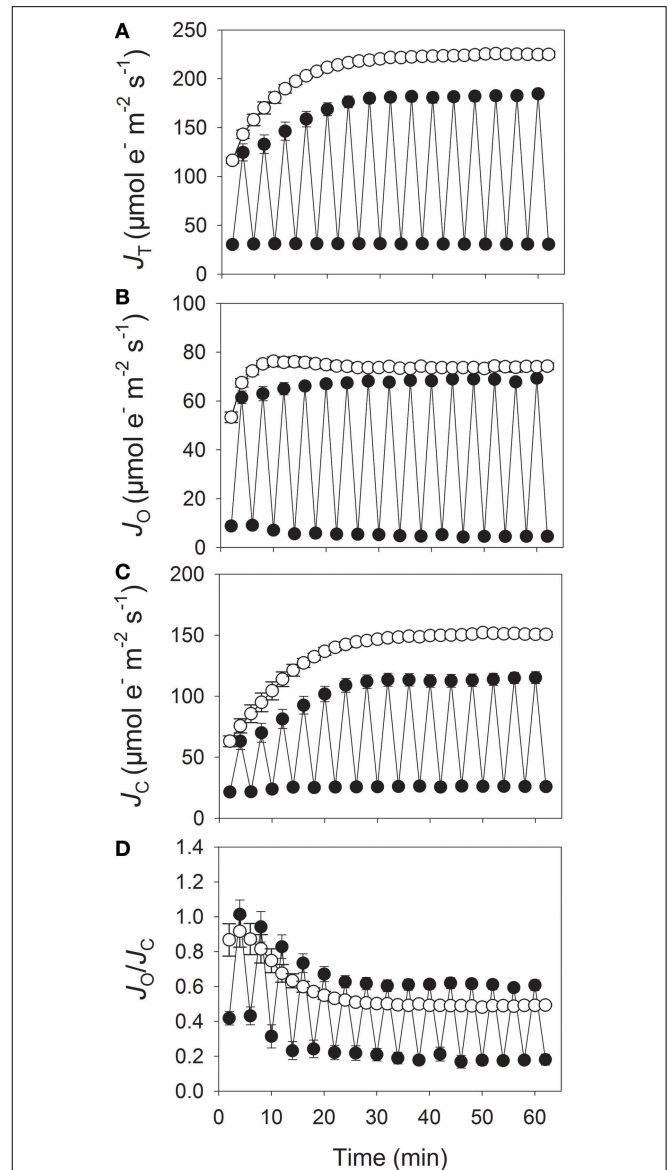 A
250
200
150
100
50
0
J_T (µmol e⁻ m⁻² s⁻¹)
B
100
80
60
40
20
0
J_O (µmol e⁻ m⁻² s⁻¹)
C
200
150
100
50
0
J_C (µmol e⁻ m⁻² s⁻¹)
D
1.4
1.2
1.0
0.8
0.6
0.4
0.2
0.0
J_O/J_C
0 10 20 30 40 50 60
Time (min)